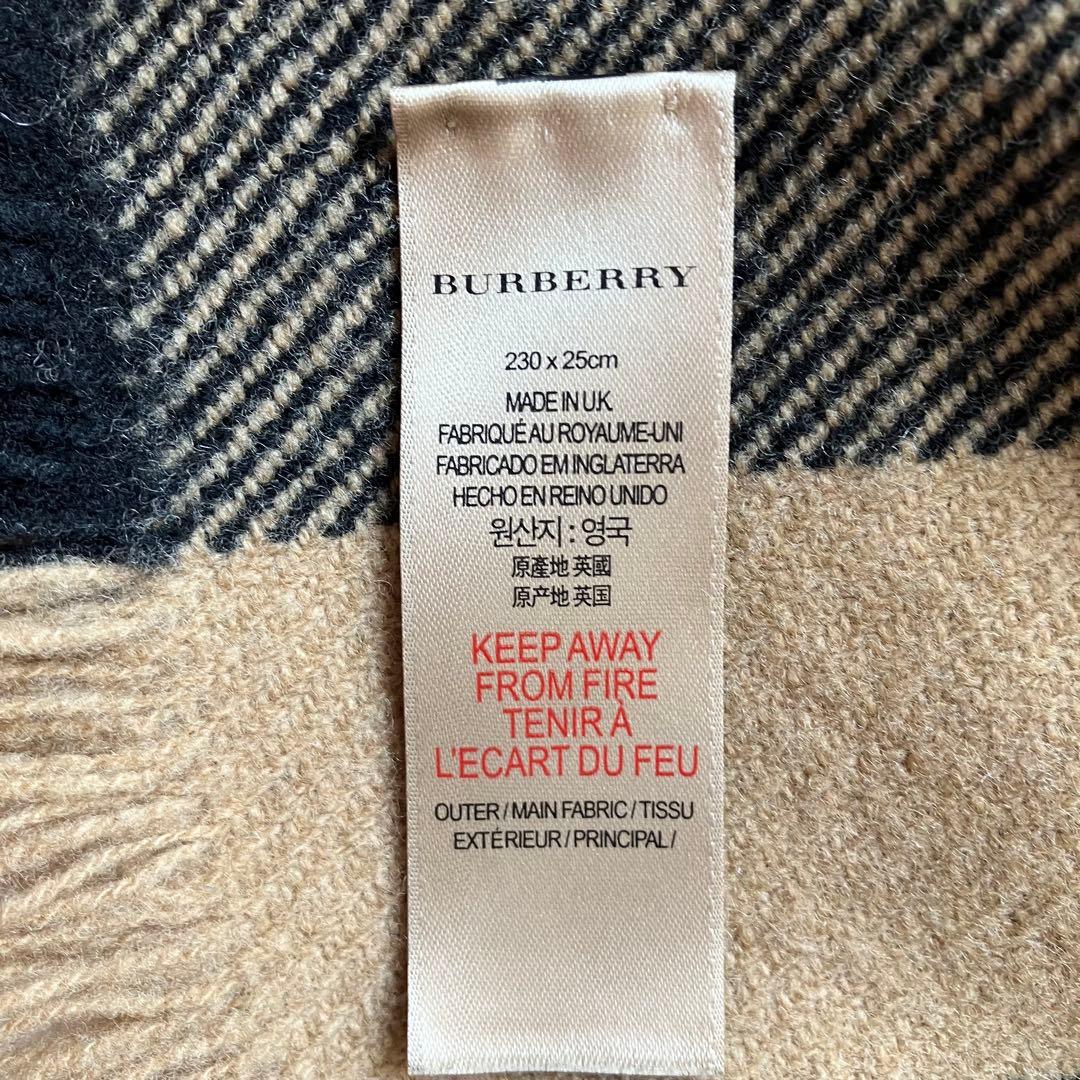 BURBERRY
230 x 25cm
MADE IN U.K.
FABRIQUÉ AU ROYAUME-UNI
FABRICADO EM INGLATERRA
HECHO EN REINO UNIDO
원산지 : 영국
原產地 英國
原产地 英国
KEEP AWAY
FROM FIRE
TENIR À
L'ECART DU FEU
OUTER / MAIN FABRIC / TISSU
EXTÉRIEUR / PRINCIPAL /